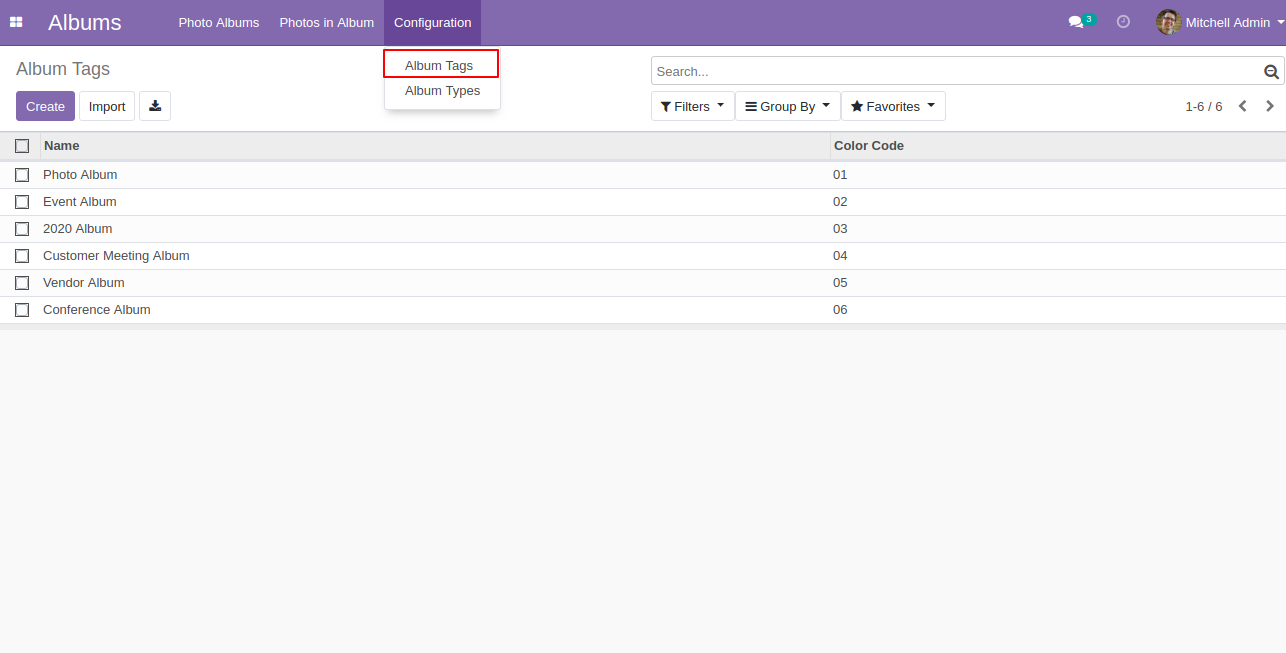 Albums Photo Albums Photos in Album Configuration 3 Mitchell Admin
Album Tags
Album Types
Album Tags
Search...
Create Import Filters Group By Favorites 1-6 / 6
Name Color Code
Photo Album 01
Event Album 02
2020 Album 03
Customer Meeting Album 04
Vendor Album 05
Conference Album 06